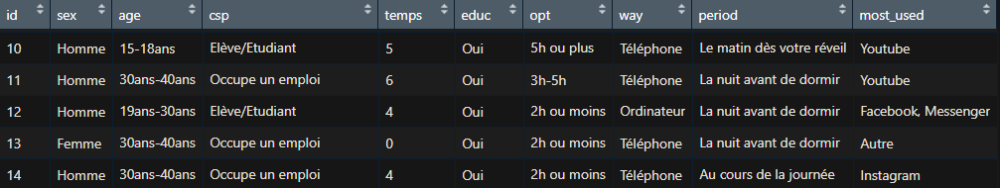 id sex age csp temps educ opt way period most_used
10 Homme 15-18ans Elève/Etudiant 5 Oui 5h ou plus Téléphone Le matin dès votre réveil Youtube
11 Homme 30ans-40ans Occupe un emploi 6 Oui 3h-5h Téléphone La nuit avant de dormir Youtube
12 Homme 19ans-30ans Elève/Etudiant 4 Oui 2h ou moins Ordinateur La nuit avant de dormir Facebook, Messenger
13 Femme 30ans-40ans Occupe un emploi 0 Oui 2h ou moins Téléphone La nuit avant de dormir Autre
14 Homme 30ans-40ans Occupe un emploi 4 Oui 2h ou moins Téléphone Au cours de la journée Instagram